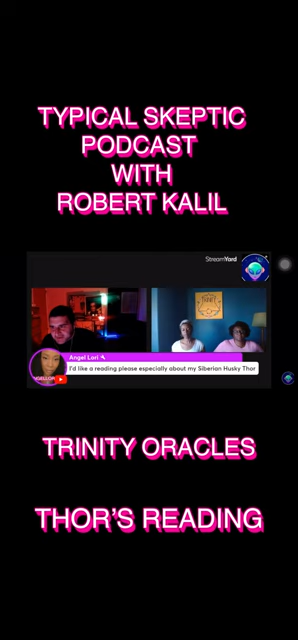 TYPICAL SKEPTIC
PODCAST
WITH
ROBERT KALIL
StreamYard
Angel Lori
I'd like a reading please especially about my Siberian Husky Thor
TRINITY ORACLES
THOR'S READING